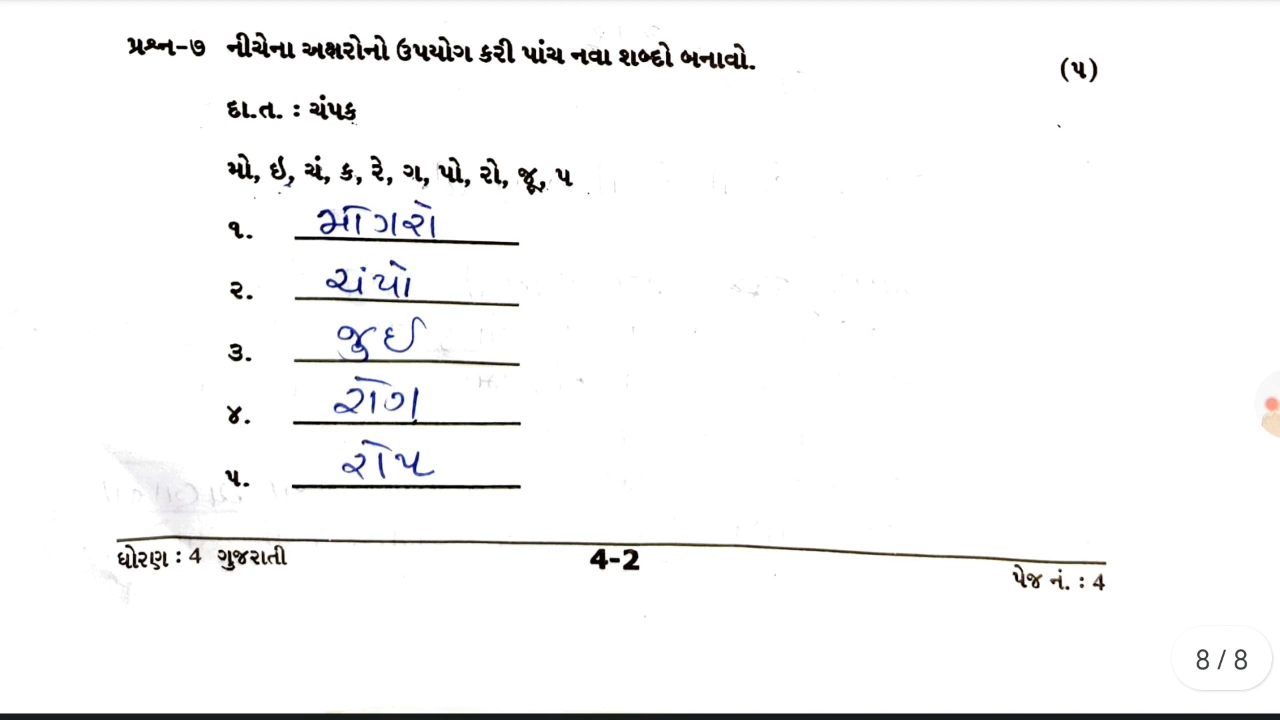 પ્રશ્ન-૭ નીચેના અક્ષરોનો ઉપયોગ કરી પાંચ નવા શબ્દો બનાવો. (૫)
દા.ત. : ચંપક
મો, ઇ, ચં, ક, રે, ગ, પો, રો, જૂ, પ
૧. મોગરો
૨. ચંપો
૩. જુઈ
૪. રોગ
૫. રોપ
ધોરણ : 4 ગુજરાતી 4-2 પેજ નં. : 4
8 / 8